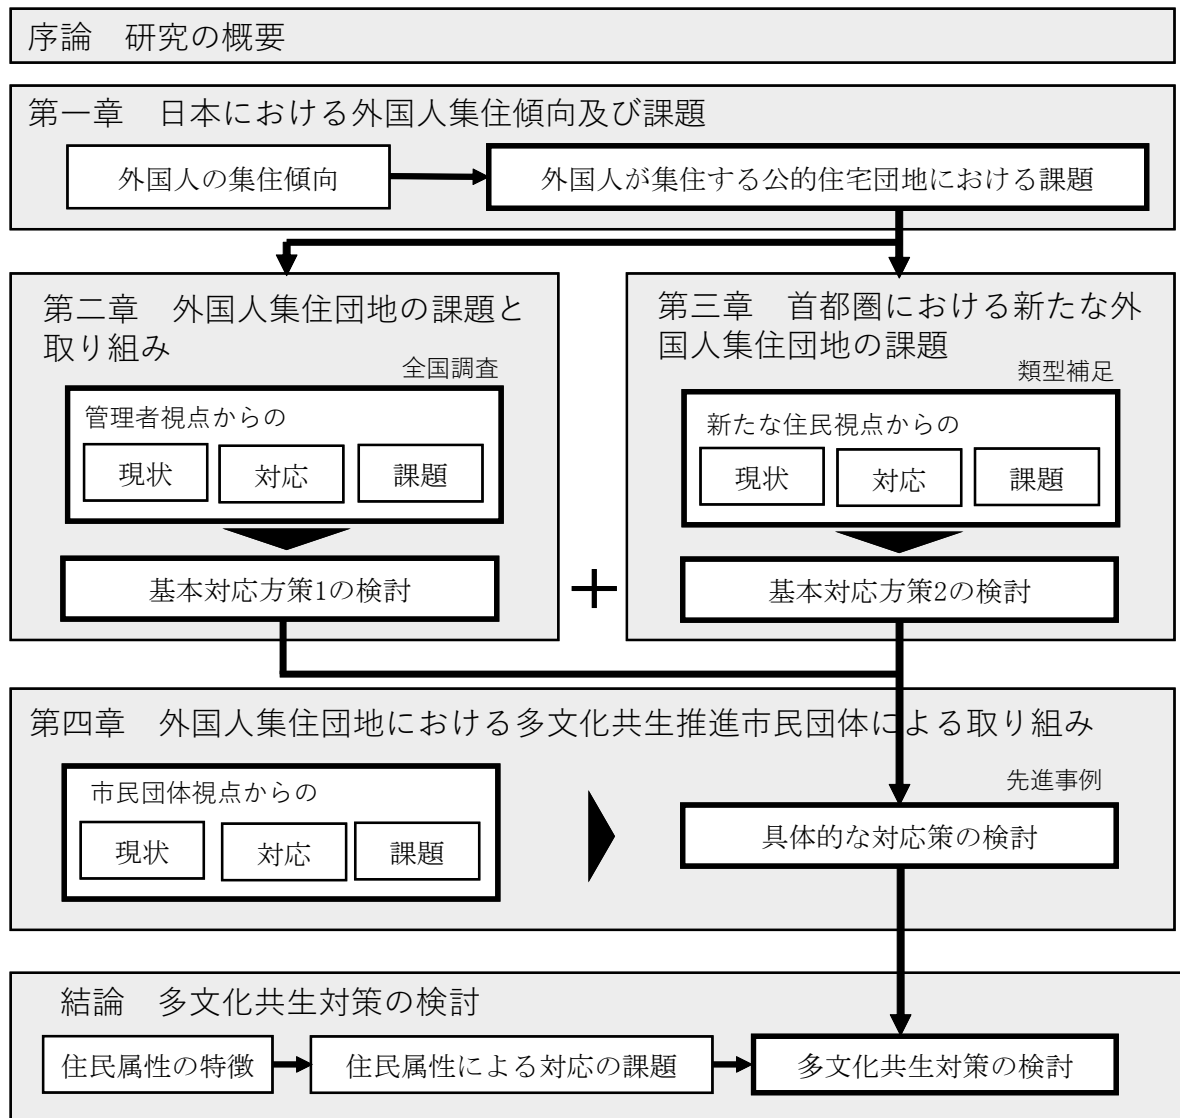 序論　研究の概要
第一章　日本における外国人集住傾向及び課題
外国人の集住傾向
外国人が集住する公的住宅団地における課題
第二章　外国人集住団地の課題と
取り組み
全国調査
管理者視点からの
現状
対応
課題
基本対応方策1の検討
+
第三章　首都圏における新たな外
国人集住団地の課題
類型補足
新たな住民視点からの
現状
対応
課題
基本対応方策2の検討
第四章　外国人集住団地における多文化共生推進市民団体による取り組み
市民団体視点からの
現状
対応
課題
先進事例
具体的な対応策の検討
結論　多文化共生対策の検討
住民属性の特徴
住民属性による対応の課題
多文化共生対策の検討